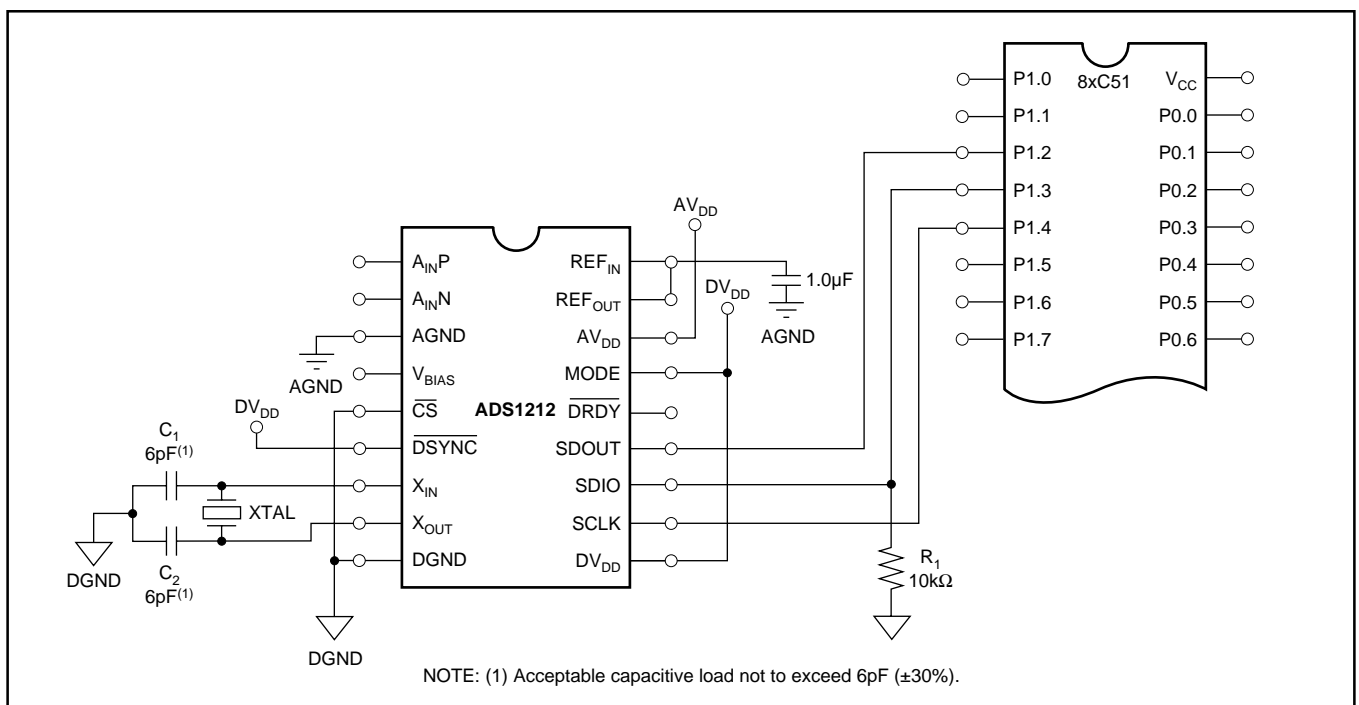 8xC51
P1.0
P1.1
P1.2
P1.3
P1.4
P1.5
P1.6
P1.7
VCC
P0.0
P0.1
P0.2
P0.3
P0.4
P0.5
P0.6
AVDD
DVDD
1.0µF
AGND
ADS1212
AINP
AINN
AGND
VBIAS
CS
DSYNC
XIN
XOUT
DGND
REFIN
REFOUT
AVDD
MODE
DRDY
SDOUT
SDIO
SCLK
DVDD
AGND
DVDD
C1
6pF(1)
XTAL
C2
6pF(1)
DGND
DGND
R1
10kΩ
NOTE: (1) Acceptable capacitive load not to exceed 6pF (±30%).